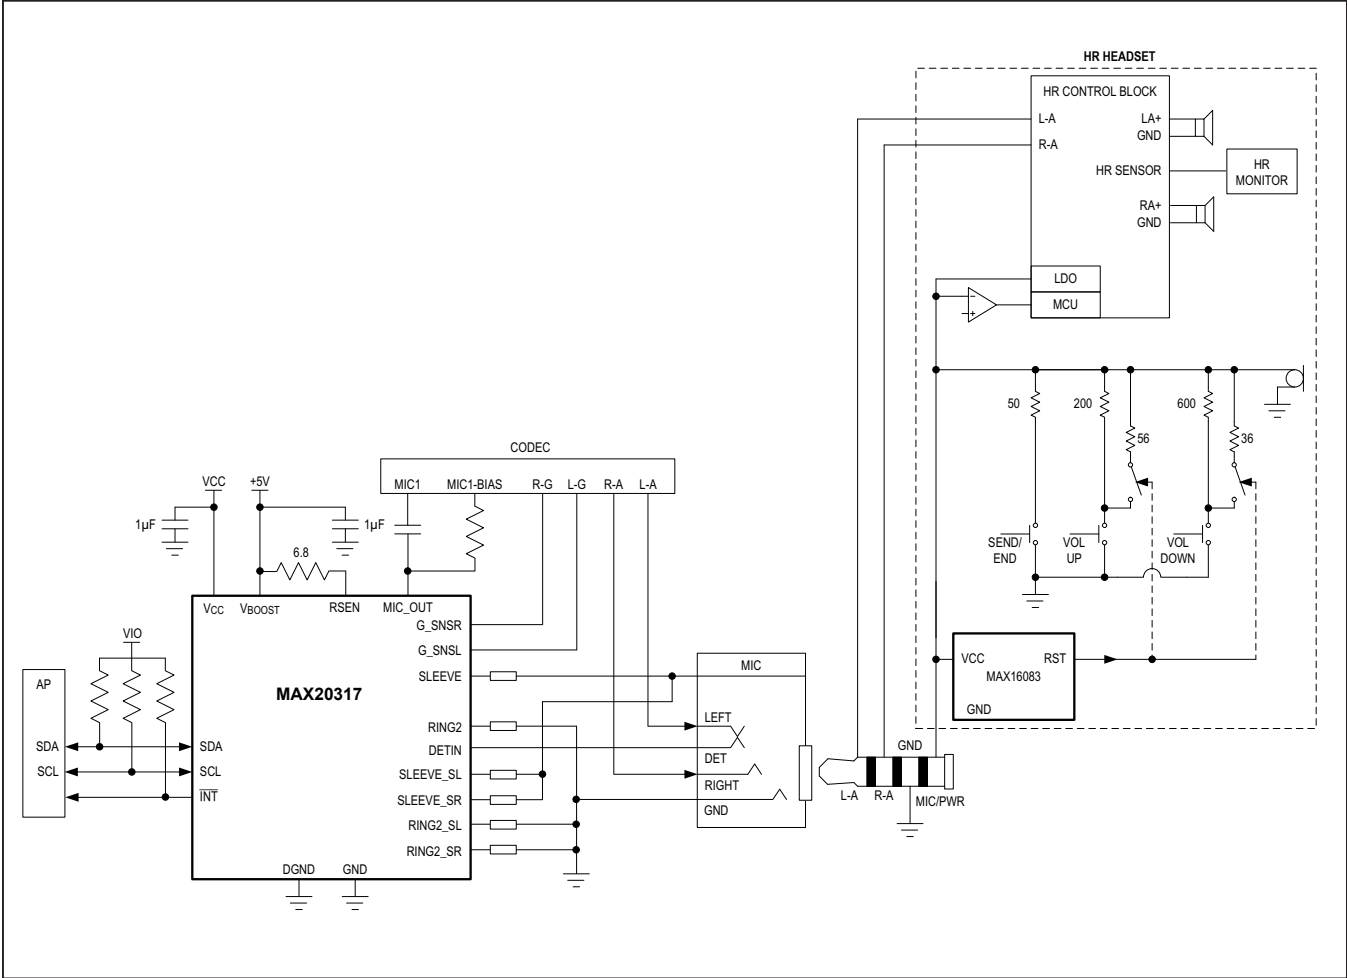 HR HEADSET
HR CONTROL BLOCK
L-A
R-A
LA+
GND
HR SENSOR
HR
MONITOR
RA+
GND
LDO
MCU
−
+
50
200
56
600
36
SEND/
END
VOL
UP
VOL
DOWN
VCC
RST
MAX16083
GND
CODEC
MIC1
MIC1-BIAS
R-G
L-G
R-A
L-A
VCC
+5V
1µF
1µF
6.8
VCC
VBOOST
RSEN
MIC_OUT
G_SNSR
G_SNSL
SLEEVE
RING2
DETIN
SLEEVE_SL
SLEEVE_SR
RING2_SL
RING2_SR
MAX20317
SDA
SCL
INT
DGND
GND
VIO
AP
SDA
SCL
MIC
LEFT
DET
RIGHT
GND
GND
L-A
R-A
MIC/PWR